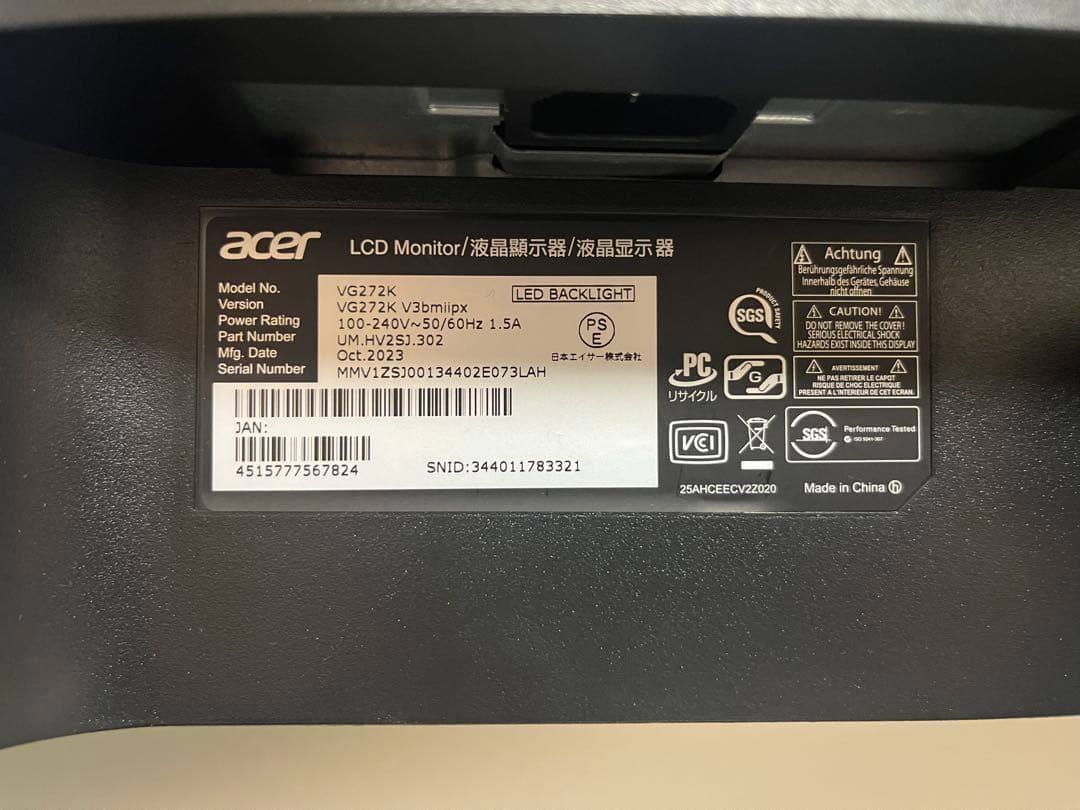 acer LCD Monitor/液晶顯示器/液晶显示器
Model No. VG272K
LED BACKLIGHT
Version VG272K V3bmiipx
Power Rating 100-240V~50/60Hz 1.5A
Part Number UM.HV2SJ.302
Mfg. Date Oct.2023
Serial Number MMV1ZSJ00134402E073LAH
PS
E
日本エイサー株式会社
JAN:
4515777567824
SNID:344011783321
SGS
PRODUCT SAFETY
PC
リサイクル
G
VCI
25AHCEECV2Z020
Achtung
Berührungsgefährliche Spannung
Innerhalb des Gerätes, Gehäuse
nicht öffnen
CAUTION!
DO NOT REMOVE THE COVER!
SERIOUS ELECTRICAL SHOCK
HAZARDS EXIST INSIDE THIS DISPLAY
AVERTISSEMENT
NE PAS RETIRER LE CAPOT
RISQUE DE CHOC ELECTRIQUE
PRESENT A L'INTERIEUR DE CET ECRAN.
SGS
Performance Tested
ISO 9241-307
Made in China h